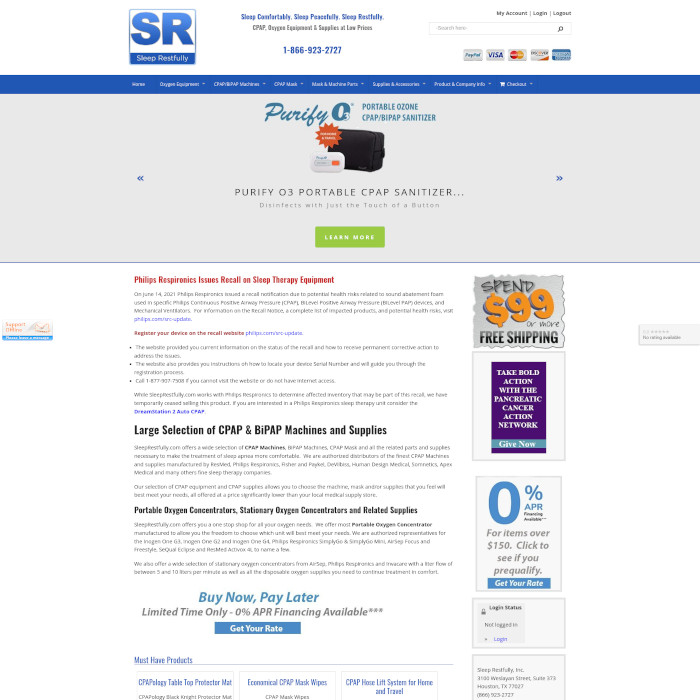 SR
Sleep Restfully
Sleep Comfortably. Sleep Peacefully. Sleep Restfully.
CPAP, Oxygen Equipment & Supplies at Low Prices
1-866-923-2727
My Account | Login | Logout
Search here
PayPal VISA MasterCard DISCOVER
Home Oxygen Equipment CPAP/BIPAP Machines CPAP Mask Mask & Machine Parts Supplies & Accessories Product & Company Info Checkout
Purify O3
PORTABLE OZONE
CPAP/BIPAP SANITIZER
« »
PURIFY O3 PORTABLE CPAP SANITIZER...
Disinfects with Just the Touch of a Button
LEARN MORE
Support
Offline
Please leave a message
No rating available
Philips Respironics Issues Recall on Sleep Therapy Equipment
On June 14, 2021 Philips Respironics issued a recall notification due to potential health risks related to sound abatement foam
used in specific Philips Continuous Positive Airway Pressure (CPAP), BiLevel Positive Airway Pressure (BiLevel PAP) devices, and
Mechanical Ventilators. For information on the Recall Notice, a complete list of impacted products, and potential health risks, visit
philips.com/src-update.
Register your device on the recall website philips.com/src-update.
• The website provided you current information on the status of the recall and how to receive permanent corrective action to
address the issues.
• The website also provides you instructions on how to locate your device Serial Number and will guide you through the
registration process.
• Call 1-877-907-7508 if you cannot visit the website or do not have internet access.
While SleepRestfully.com works with Philips Respironics to determine affected inventory that may be part of this recall, we have
temporarily ceased selling this product. If you are interested in a Philips Respironics sleep therapy unit consider the
DreamStation 2 Auto CPAP.
Large Selection of CPAP & BiPAP Machines and Supplies
SleepRestfully.com offers a wide selection of CPAP Machines, BiPAP Machines, CPAP Mask and all the related parts and supplies
necessary to make the treatment of sleep apnea more comfortable. We are authorized distributors of the finest CPAP Machines
and supplies manufactured by ResMed, Philips Respironics, Fisher and Paykel, DeVilbiss, Human Design Medical, Somnetics, Apex
Medical and many others fine sleep therapy companies.
Our selection of CPAP equipment and CPAP supplies allows you to choose the machine, mask and/or supplies that you feel will
best meet your needs, all offered at a price significantly lower than your local medical supply store.
Portable Oxygen Concentrators, Stationary Oxygen Concentrators and Related Supplies
SleepRestfully.com offers you a one stop shop for all your oxygen needs. We offer most Portable Oxygen Concentrator
manufactured to allow you the freedom to choose which unit will best meet your needs. We are authorized representatives for
the Inogen One G3, Inogen One G2 and Inogen One G4, Philips Respironics SimplyGo & SimplyGo Mini, AirSep Focus and
Freestyle, SeQual Eclipse and ResMed Activox 4L to name a few.
We also offer a wide selection of stationary oxygen concentrators from AirSep, Philips Respironics and Invacare with a liter flow of
between 5 and 10 liters per minute as well as all the disposable oxygen supplies you need to continue treatment in comfort.
Buy Now, Pay Later
Limited Time Only - 0% APR Financing Available***
Get Your Rate
Must Have Products
CPAPology Table Top Protector Mat
CPAPology Black Knight Protector Mat
Economical CPAP Mask Wipes
CPAP Mask Wipes
CPAP Hose Lift System for Home
and Travel
SPEND
$99
or more
FREE SHIPPING
TAKE BOLD
ACTION
WITH THE
PANCREATIC
CANCER
ACTION
NETWORK
Give Now
0%
APR
Financing
Available***
For items over
$150. Click to
see if you
prequalify.
Get Your Rate
Login Status
Not logged in
Login
Sleep Restfully, Inc.
3100 Weslayan Street, Suite 373
Houston, TX 77027
(866) 923-2727